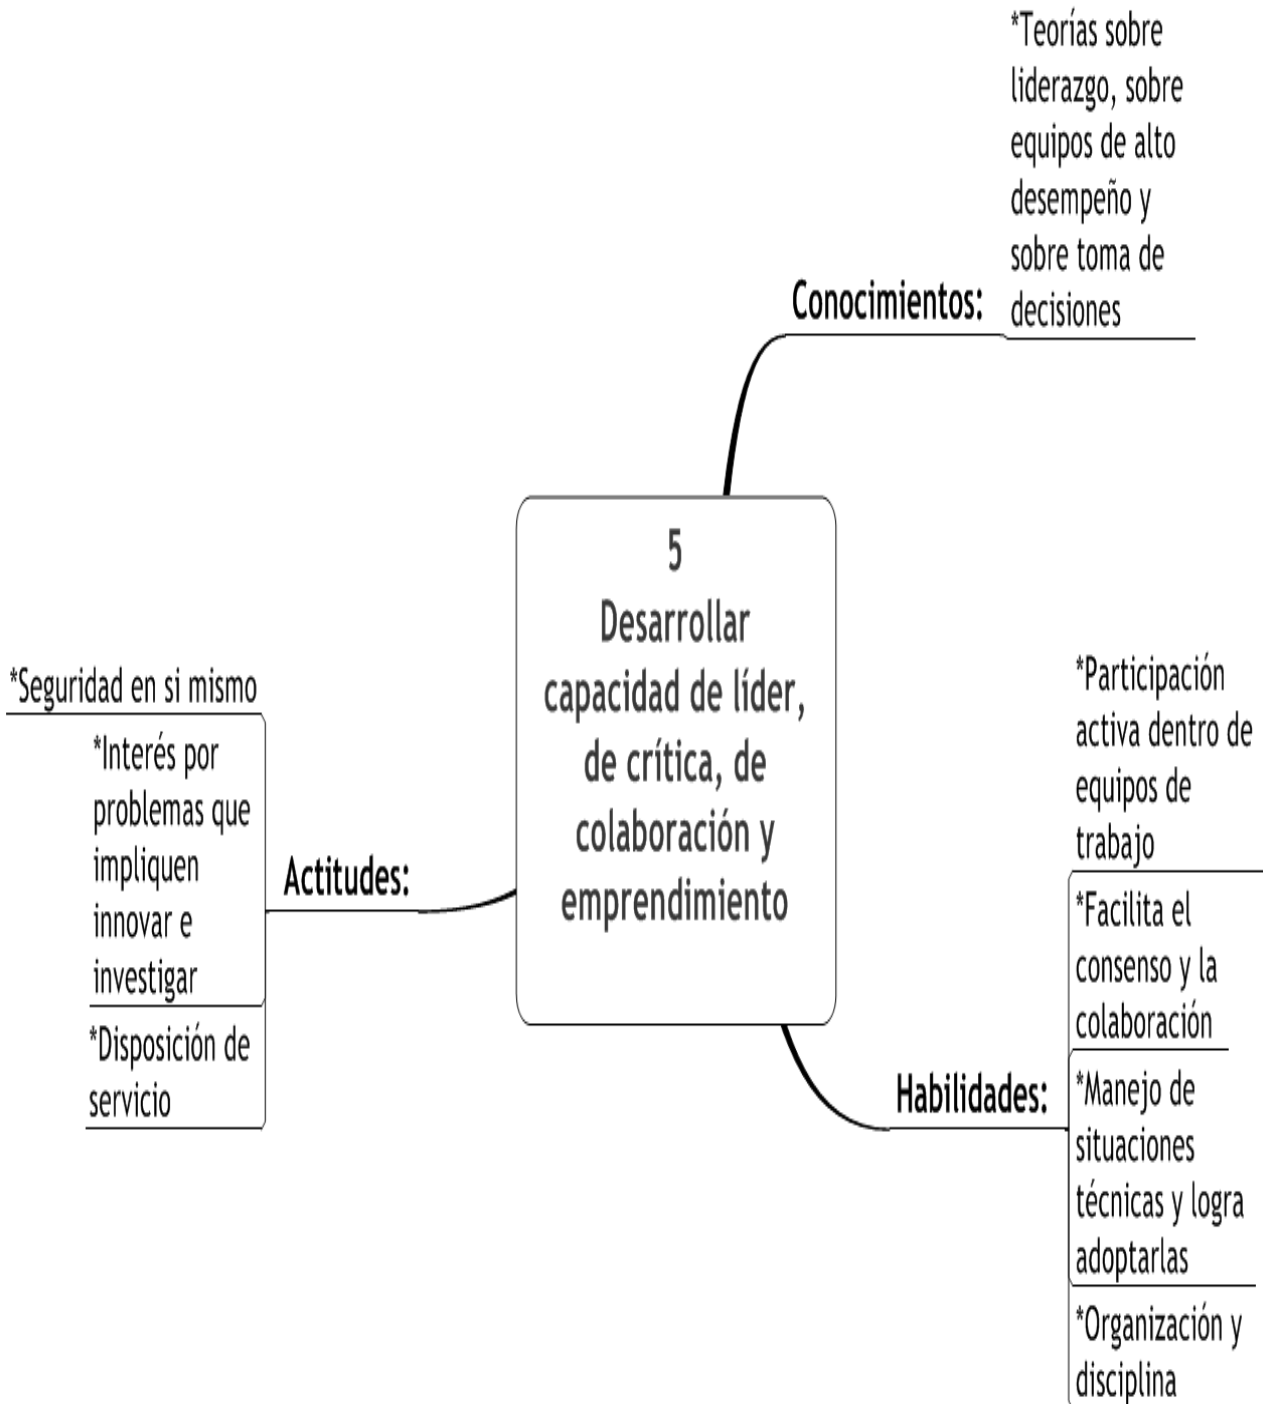 *Teorías sobre
liderazgo, sobre
equipos de alto
desempeño y
sobre toma de
decisiones
Conocimientos:
5
Desarrollar
capacidad de líder,
de crítica, de
colaboración y
emprendimiento
*Seguridad en si mismo
*Interés por
problemas que
impliquen
innovar e
investigar
*Disposición de
servicio
Actitudes:
Habilidades:
*Participación
activa dentro de
equipos de
trabajo
*Facilita el
consenso y la
colaboración
*Manejo de
situaciones
técnicas y logra
adoptarlas
*Organización y
disciplina